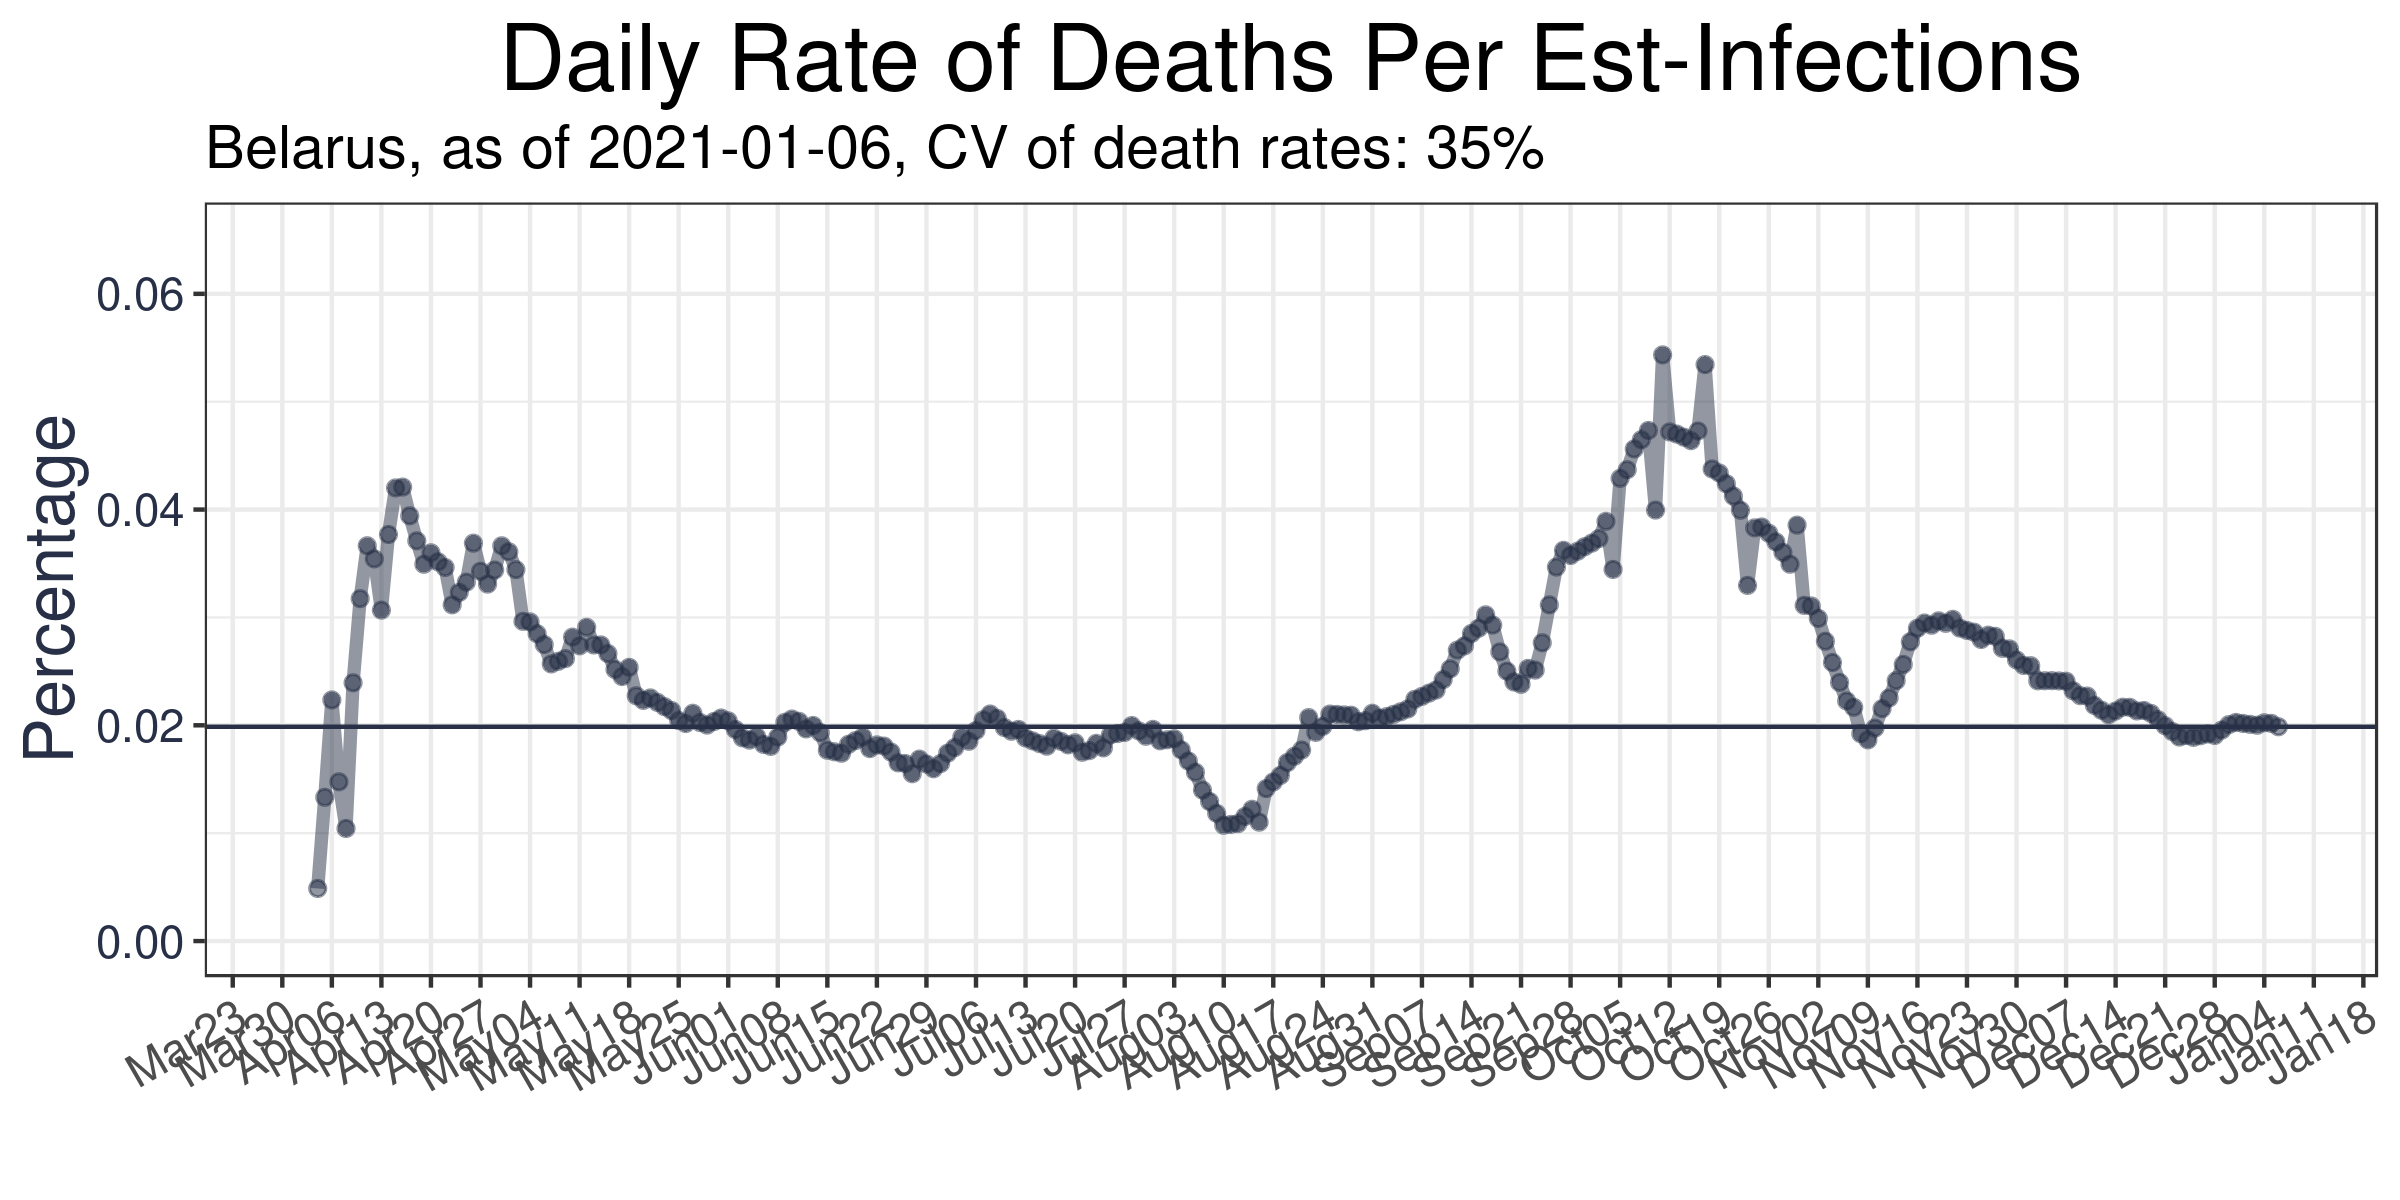 Daily Rate of Deaths Per Est-Infections
Belarus, as of 2021-01-06, CV of death rates: 35%
Percentage
0.06
0.04
0.02
0.00
Mar23
Mar30
Apr06
Apr13
Apr20
Apr27
May04
May11
May18
May25
Jun01
Jun08
Jun15
Jun22
Jun29
Jul06
Jul13
Jul20
Jul27
Aug03
Aug10
Aug17
Aug24
Aug31
Sep07
Sep14
Sep21
Sep28
Oct05
Oct12
Oct19
Oct26
Nov02
Nov09
Nov16
Nov23
Nov30
Dec07
Dec14
Dec21
Dec28
Jan04
Jan11
Jan18